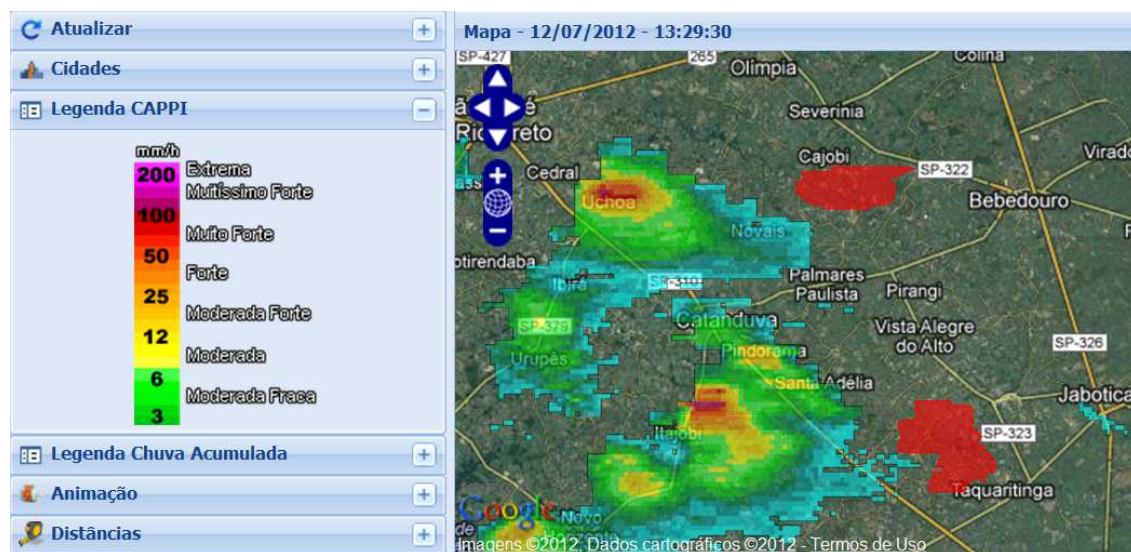 Atualizar
Cidades
Legenda CAPPI
mm/h
200 Extrema
Muitíssimo Forte
100
Muito Forte
50
Forte
25
Moderada Forte
12
Moderada
6
Moderada Fraca
3
Legenda Chuva Acumulada
Animação
Distâncias
Mapa - 12/07/2012 - 13:29:30
SP-427
265
Olimpia
Colina
Severinia
Cajobi
SP-322
Virado
Cedral
Bebedouro
Uchoa
Novais
otirendaba
Ibirá
Palmares
Paulista
Pirangi
SP-379
Catanduva
Vista Alegre
do Alto
SP-326
Urupês
Pindorama
Santa Adélia
Jabotica
Itajobi
SP-323
Taquaritinga
Google
Novo
de
Imagens ©2012, Dados cartográficos ©2012 - Termos de Uso